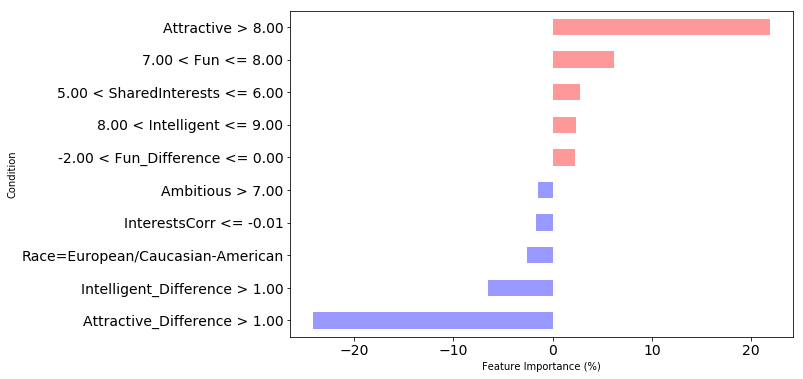 Attractive > 8.00
7.00 < Fun <= 8.00
5.00 < SharedInterests <= 6.00
8.00 < Intelligent <= 9.00
-2.00 < Fun_Difference <= 0.00
Ambitious > 7.00
InterestsCorr <= -0.01
Race=European/Caucasian-American
Intelligent_Difference > 1.00
Attractive_Difference > 1.00
Condition
−20
−10
0
10
20
Feature Importance (%)